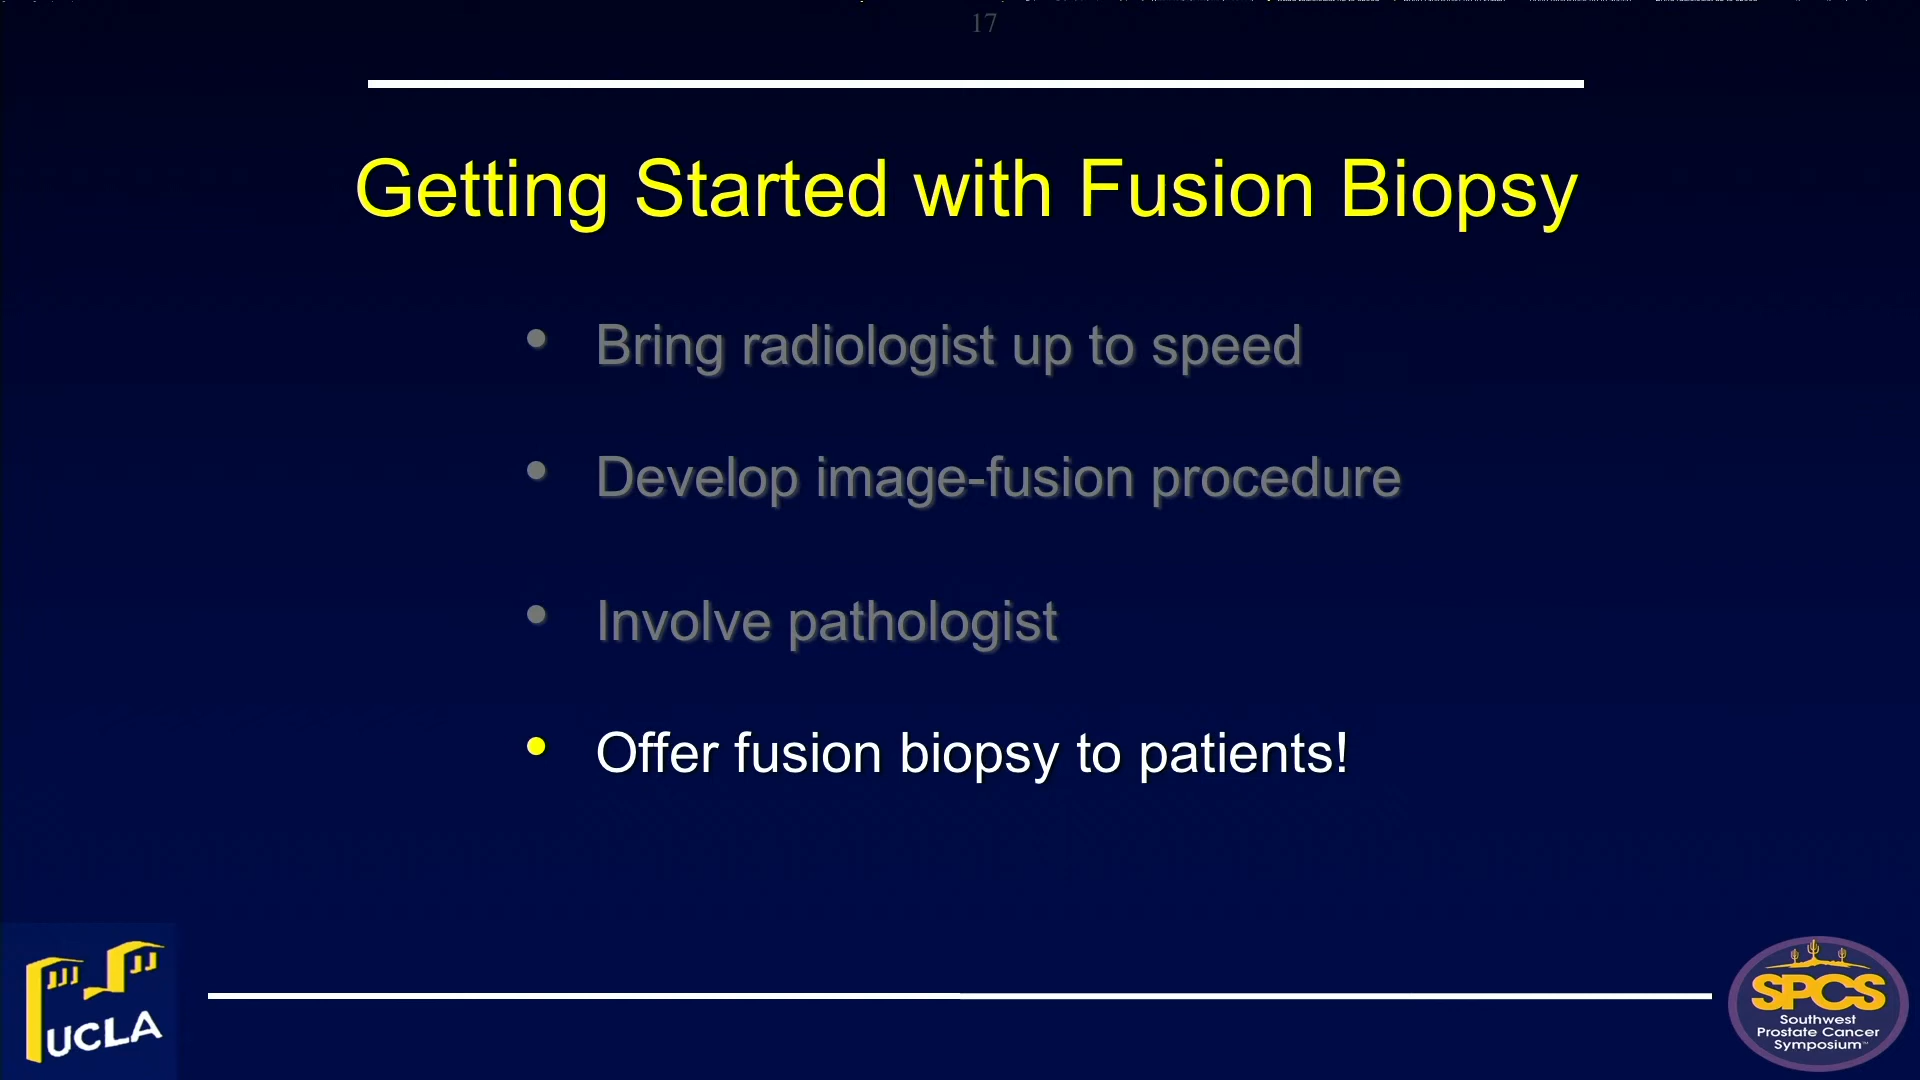 17
Getting Started with Fusion Biopsy
• Bring radiologist up to speed
• Develop image-fusion procedure
• Involve pathologist
• Offer fusion biopsy to patients!
UCLA
SPCS
Southwest
Prostate Cancer
Symposium™